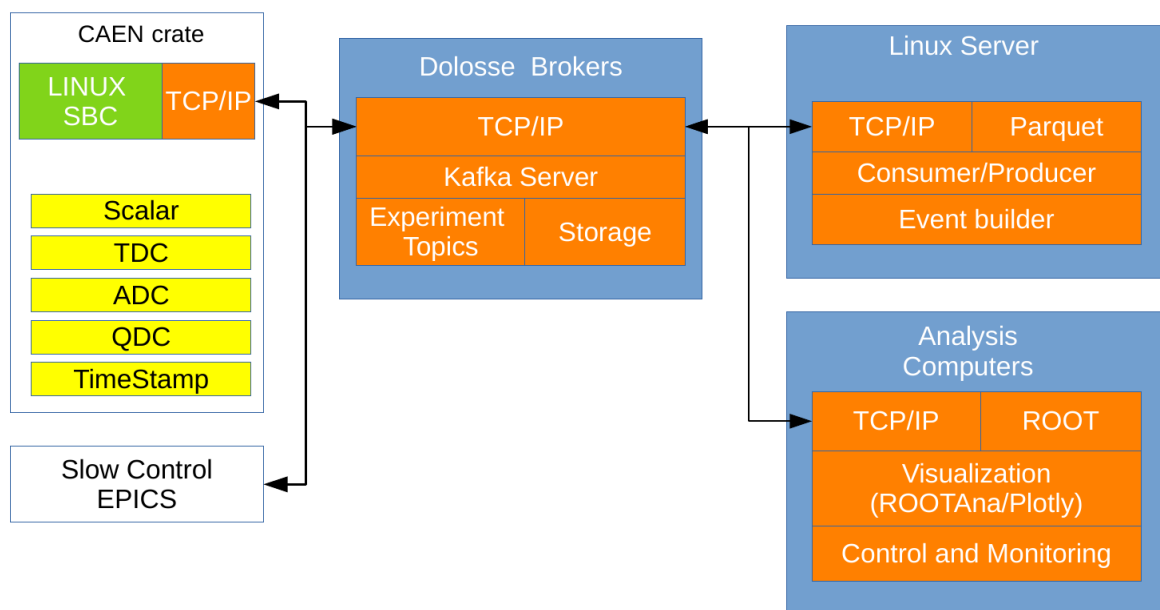 CAEN crate
LINUX
SBC
TCP/IP
Scalar
TDC
ADC
QDC
TimeStamp
Slow Control
EPICS
Dolosse Brokers
TCP/IP
Kafka Server
Experiment
Topics
Storage
Linux Server
TCP/IP
Parquet
Consumer/Producer
Event builder
Analysis
Computers
TCP/IP
ROOT
Visualization
(ROOTAna/Plotly)
Control and Monitoring